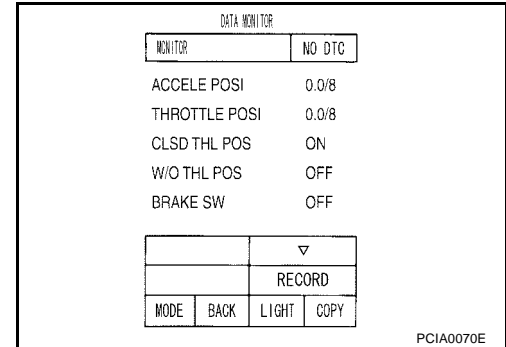 DATA MONITOR
MONITOR NO DTC
ACCELE POSI 0.0/8
THROTTLE POSI 0.0/8
CLSD THL POS ON
W/O THL POS OFF
BRAKE SW OFF
▽
RECORD
MODE BACK LIGHT COPY
PCIA0070E